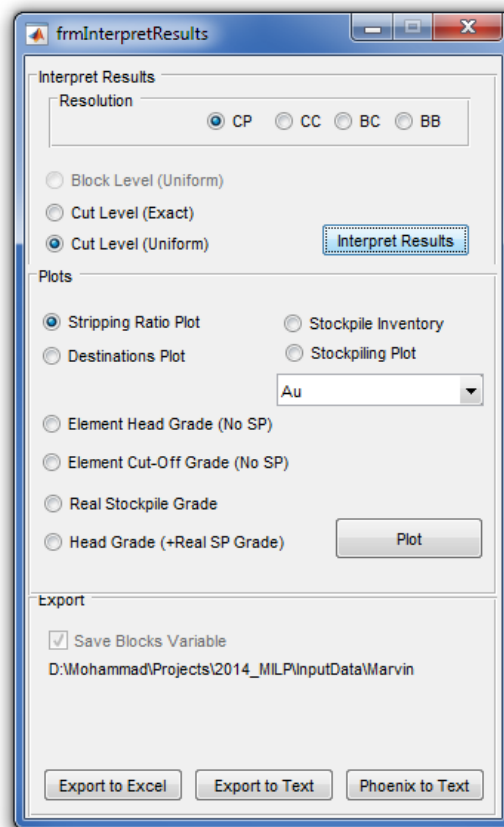 frmInterpretResults
Interpret Results
Resolution
CP CC BC BB
Block Level (Uniform)
Cut Level (Exact)
Cut Level (Uniform)
Interpret Results
Plots
Stripping Ratio Plot
Stockpile Inventory
Destinations Plot
Stockpiling Plot
Au
Element Head Grade (No SP)
Element Cut-Off Grade (No SP)
Real Stockpile Grade
Head Grade (+Real SP Grade)
Plot
Export
Save Blocks Variable
D:\Mohammad\Projects\2014_MILP\InputData\Marvin
Export to Excel
Export to Text
Phoenix to Text